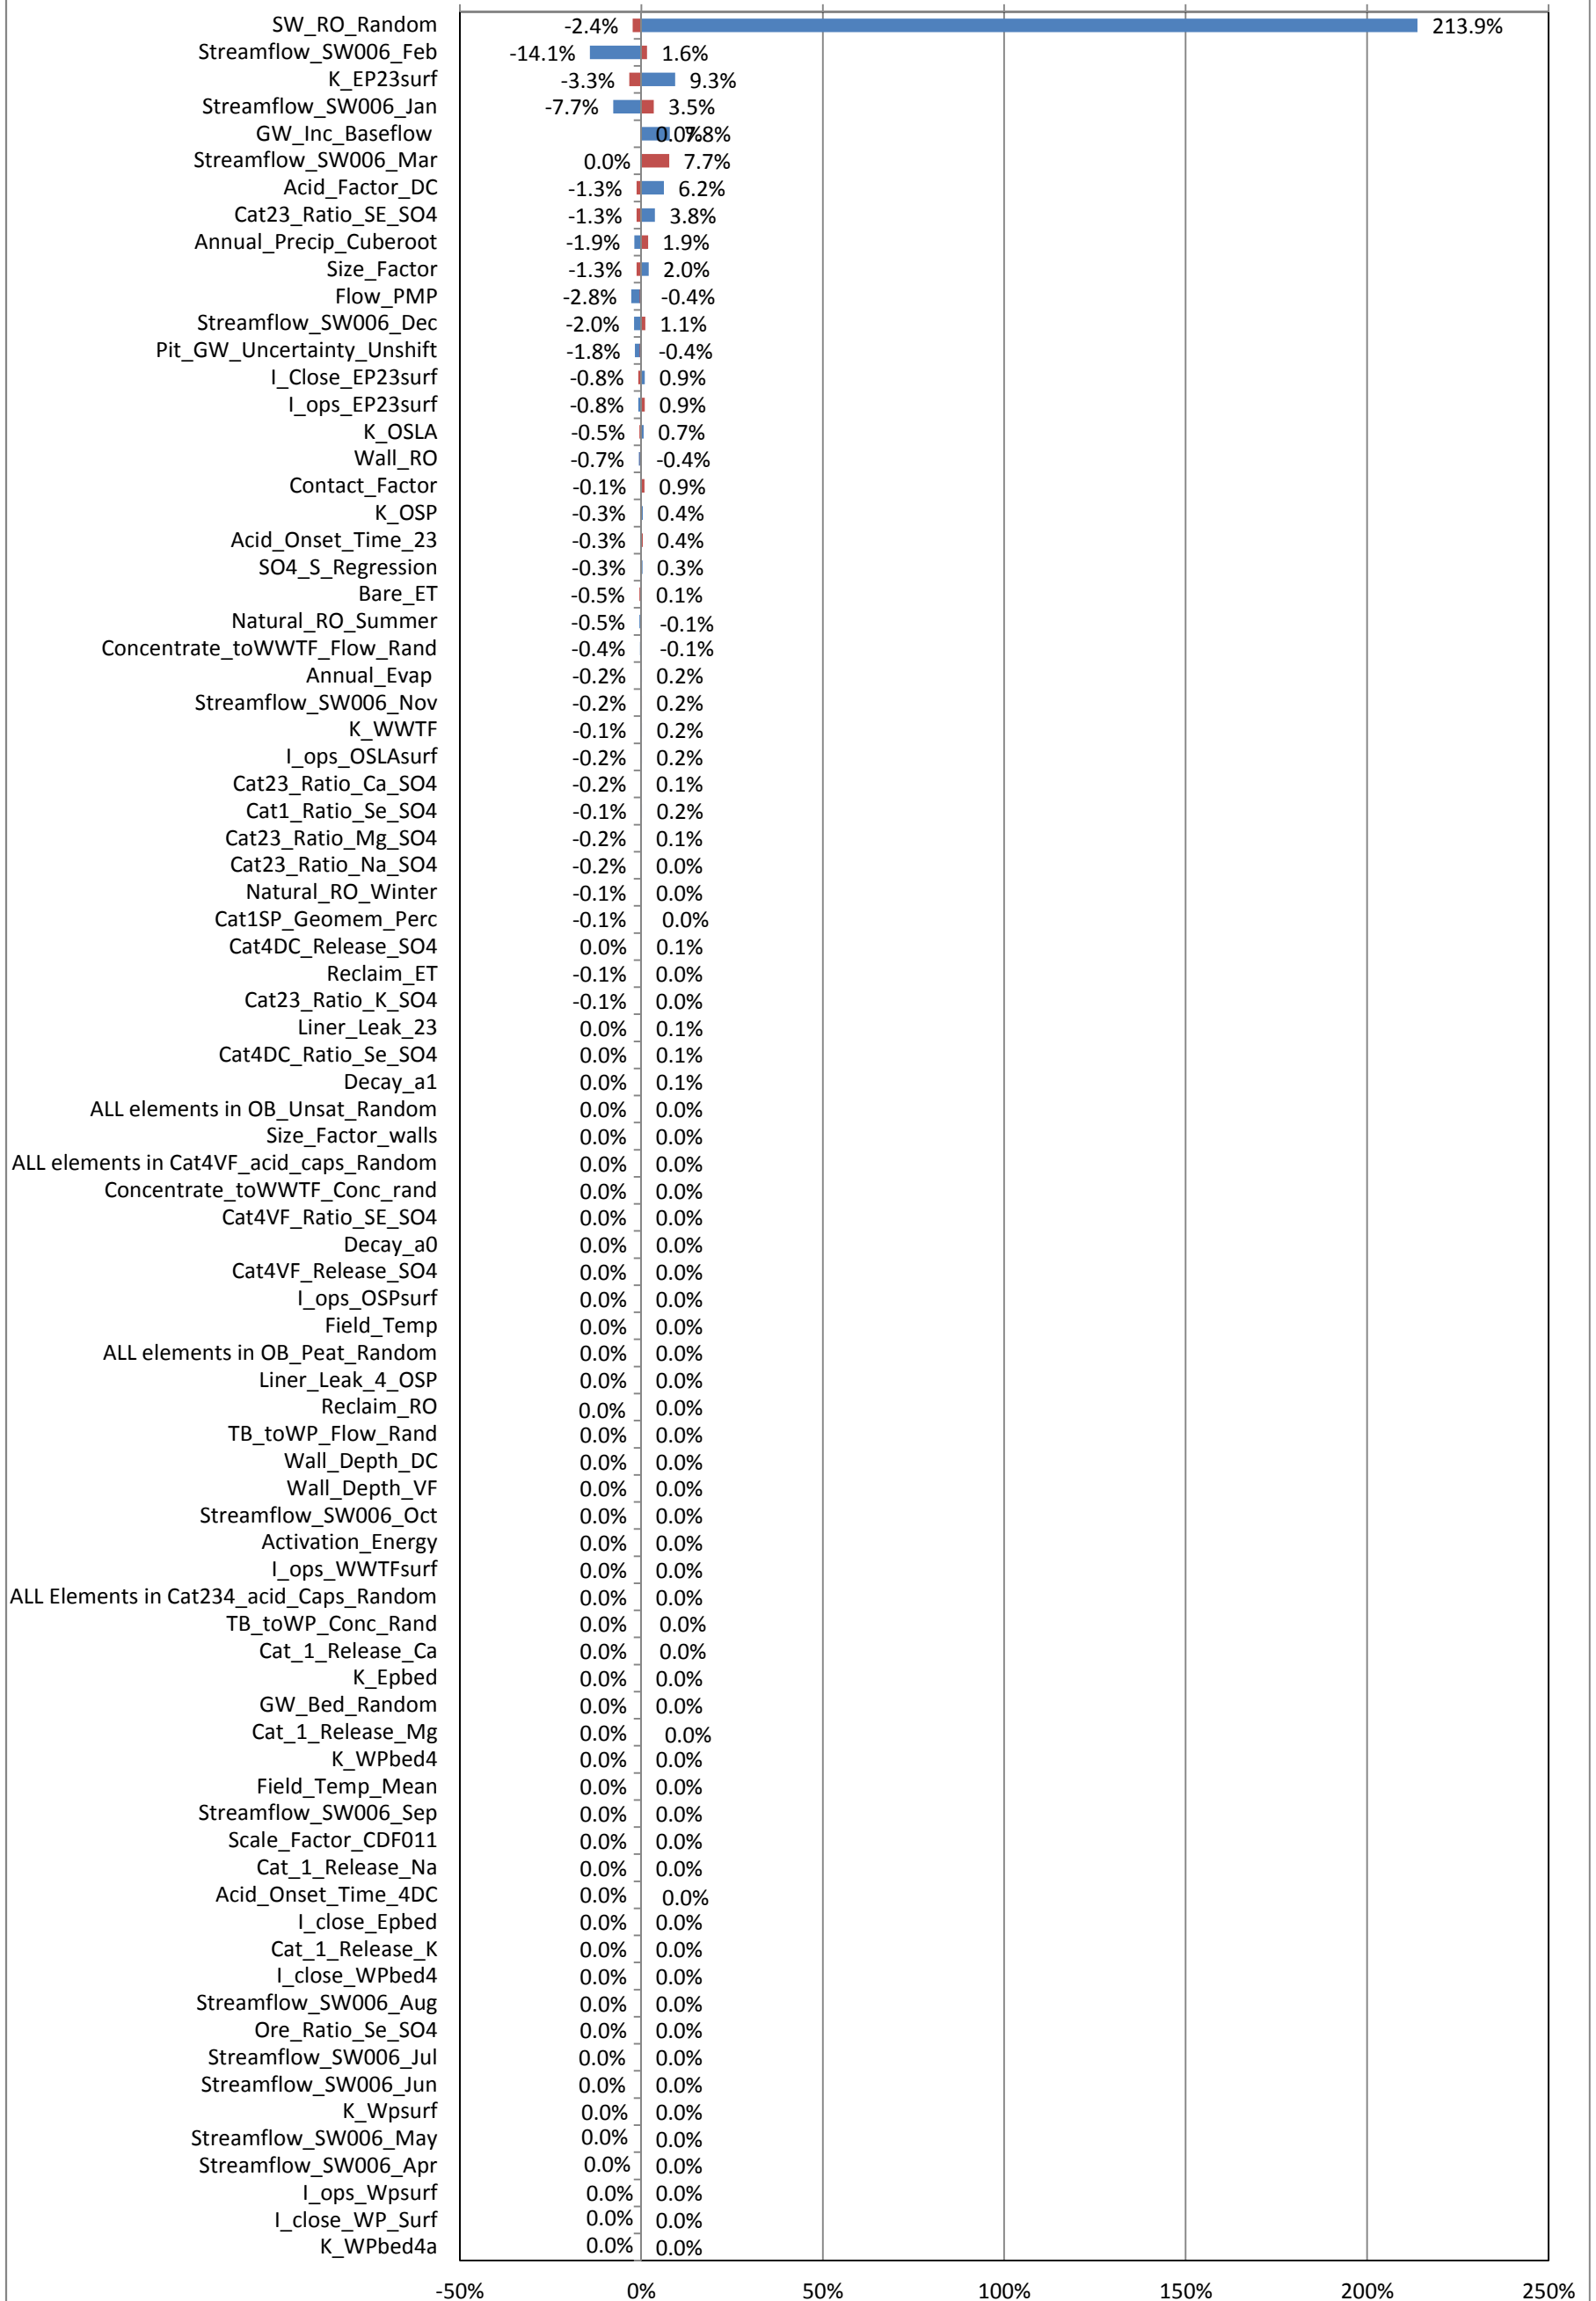 SW_RO_Random -2.4% 213.9%
Streamflow_SW006_Feb -14.1% 1.6%
K_EP23surf -3.3% 9.3%
Streamflow_SW006_Jan -7.7% 3.5%
GW_Inc_Baseflow 0.0% 7.8%
Streamflow_SW006_Mar 0.0% 7.7%
Acid_Factor_DC -1.3% 6.2%
Cat23_Ratio_SE_SO4 -1.3% 3.8%
Annual_Precip_Cuberoot -1.9% 1.9%
Size_Factor -1.3% 2.0%
Flow_PMP -2.8% -0.4%
Streamflow_SW006_Dec -2.0% 1.1%
Pit_GW_Uncertainty_Unshift -1.8% -0.4%
I_Close_EP23surf -0.8% 0.9%
I_ops_EP23surf -0.8% 0.9%
K_OSLA -0.5% 0.7%
Wall_RO -0.7% -0.4%
Contact_Factor -0.1% 0.9%
K_OSP -0.3% 0.4%
Acid_Onset_Time_23 -0.3% 0.4%
SO4_S_Regression -0.3% 0.3%
Bare_ET -0.5% 0.1%
Natural_RO_Summer -0.5% -0.1%
Concentrate_toWWTF_Flow_Rand -0.4% -0.1%
Annual_Evap -0.2% 0.2%
Streamflow_SW006_Nov -0.2% 0.2%
K_WWTF -0.1% 0.2%
I_ops_OSLAsurf -0.2% 0.2%
Cat23_Ratio_Ca_SO4 -0.2% 0.1%
Cat1_Ratio_Se_SO4 -0.1% 0.2%
Cat23_Ratio_Mg_SO4 -0.2% 0.1%
Cat23_Ratio_Na_SO4 -0.2% 0.0%
Natural_RO_Winter -0.1% 0.0%
Cat1SP_Geomem_Perc -0.1% 0.0%
Cat4DC_Release_SO4 0.0% 0.1%
Reclaim_ET -0.1% 0.0%
Cat23_Ratio_K_SO4 -0.1% 0.0%
Liner_Leak_23 0.0% 0.1%
Cat4DC_Ratio_Se_SO4 0.0% 0.1%
Decay_a1 0.0% 0.1%
ALL elements in OB_Unsat_Random 0.0% 0.0%
Size_Factor_walls 0.0% 0.0%
ALL elements in Cat4VF_acid_caps_Random 0.0% 0.0%
Concentrate_toWWTF_Conc_rand 0.0% 0.0%
Cat4VF_Ratio_SE_SO4 0.0% 0.0%
Decay_a0 0.0% 0.0%
Cat4VF_Release_SO4 0.0% 0.0%
I_ops_OSPsurf 0.0% 0.0%
Field_Temp 0.0% 0.0%
ALL elements in OB_Peat_Random 0.0% 0.0%
Liner_Leak_4_OSP 0.0% 0.0%
Reclaim_RO 0.0% 0.0%
TB_toWP_Flow_Rand 0.0% 0.0%
Wall_Depth_DC 0.0% 0.0%
Wall_Depth_VF 0.0% 0.0%
Streamflow_SW006_Oct 0.0% 0.0%
Activation_Energy 0.0% 0.0%
I_ops_WWTFsurf 0.0% 0.0%
ALL Elements in Cat234_acid_Caps_Random 0.0% 0.0%
TB_toWP_Conc_Rand 0.0% 0.0%
Cat_1_Release_Ca 0.0% 0.0%
K_Epbed 0.0% 0.0%
GW_Bed_Random 0.0% 0.0%
Cat_1_Release_Mg 0.0% 0.0%
K_WPbed4 0.0% 0.0%
Field_Temp_Mean 0.0% 0.0%
Streamflow_SW006_Sep 0.0% 0.0%
Scale_Factor_CDF011 0.0% 0.0%
Cat_1_Release_Na 0.0% 0.0%
Acid_Onset_Time_4DC 0.0% 0.0%
I_close_Epbed 0.0% 0.0%
Cat_1_Release_K 0.0% 0.0%
I_close_WPbed4 0.0% 0.0%
Streamflow_SW006_Aug 0.0% 0.0%
Ore_Ratio_Se_SO4 0.0% 0.0%
Streamflow_SW006_Jul 0.0% 0.0%
Streamflow_SW006_Jun 0.0% 0.0%
K_Wpsurf 0.0% 0.0%
Streamflow_SW006_May 0.0% 0.0%
Streamflow_SW006_Apr 0.0% 0.0%
I_ops_Wpsurf 0.0% 0.0%
I_close_WP_Surf 0.0% 0.0%
K_WPbed4a 0.0% 0.0%
-50% 0% 50% 100% 150% 200% 250%